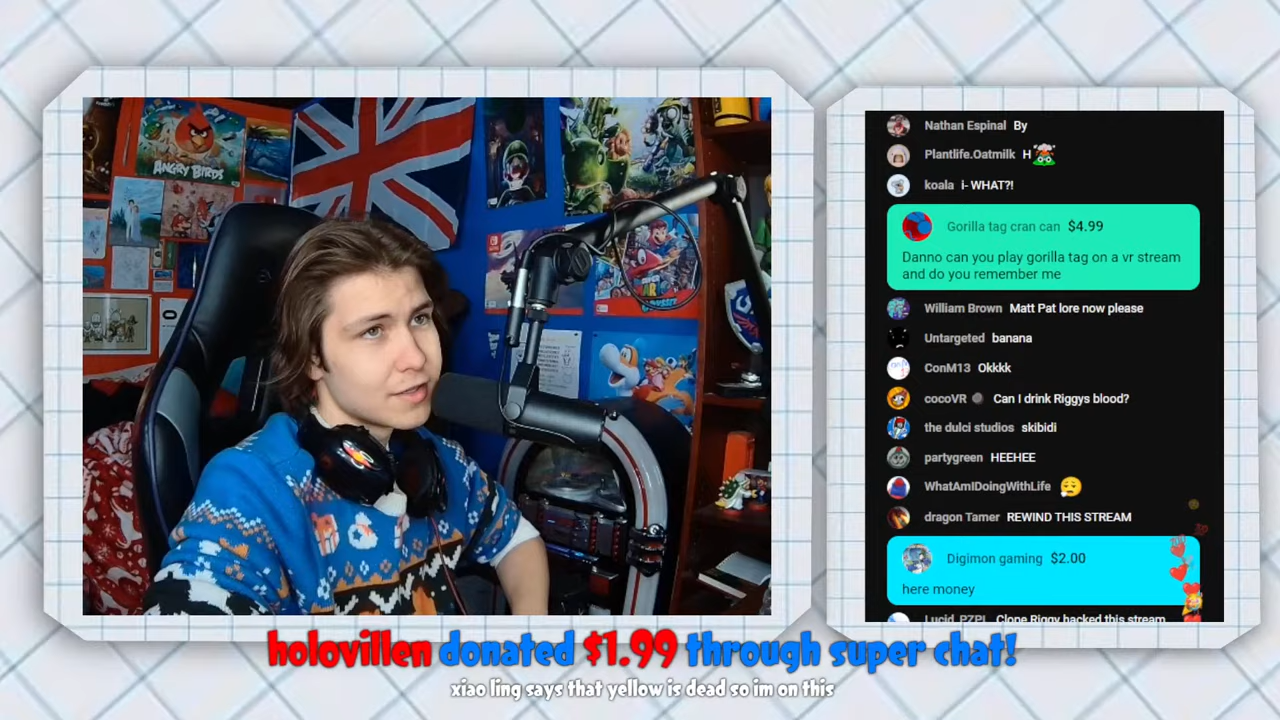 ANGRY BIRDS
Nathan Espinal By
Plantlife.Oatmilk H
koala i- WHAT?!
Gorilla tag cran can $4.99
Danno can you play gorilla tag on a vr stream
and do you remember me
William Brown Matt Pat lore now please
Untargeted banana
ConM13 Okkkk
cocoVR Can I drink Riggys blood?
the dulci studios skibidi
partygreen HEEHEE
WhatAmIDoingWithLife
dragon Tamer REWIND THIS STREAM
Digimon gaming $2.00
here money
Lucid_PZPL Clone Riggy hacked this stream
holovillen donated $1.99 through super chat!
xiao ling says that yellow is dead so im on this